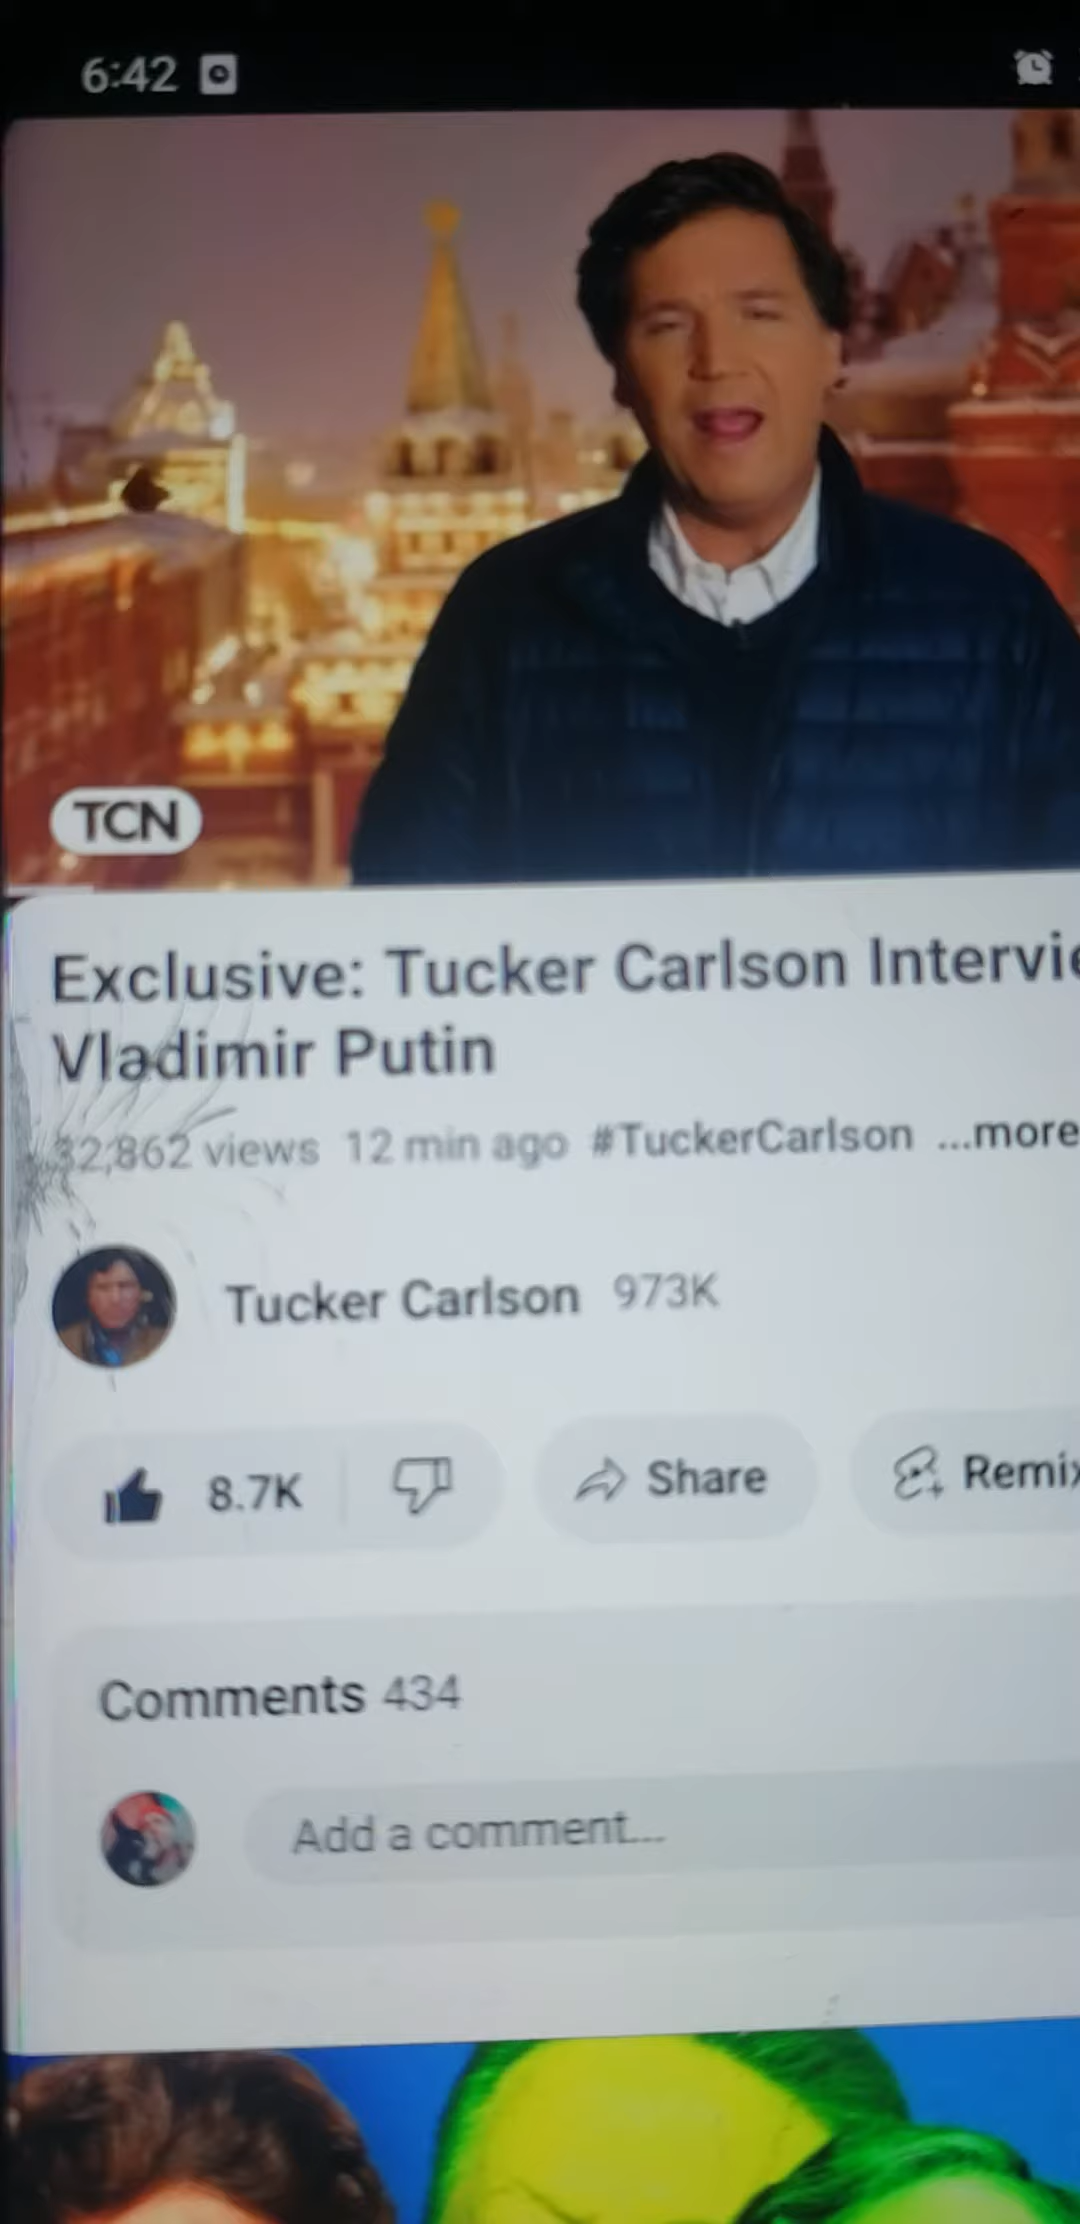 6:42
TCN
Exclusive: Tucker Carlson Intervie
Vladimir Putin
32,862 views 12 min ago #TuckerCarlson ...more
Tucker Carlson 973K
8.7K Share Remix
Comments 434
Add a comment...